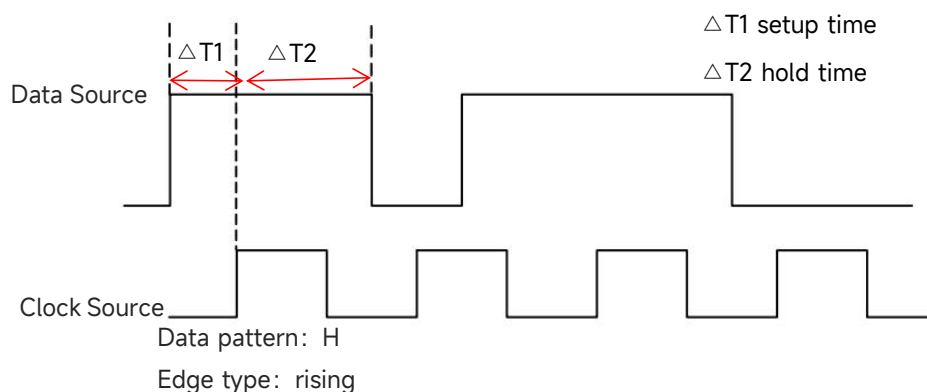 △T1 setup time
△T1
△T2
△T2 hold time
Data Source
Clock Source
Data pattern：H
Edge type：rising